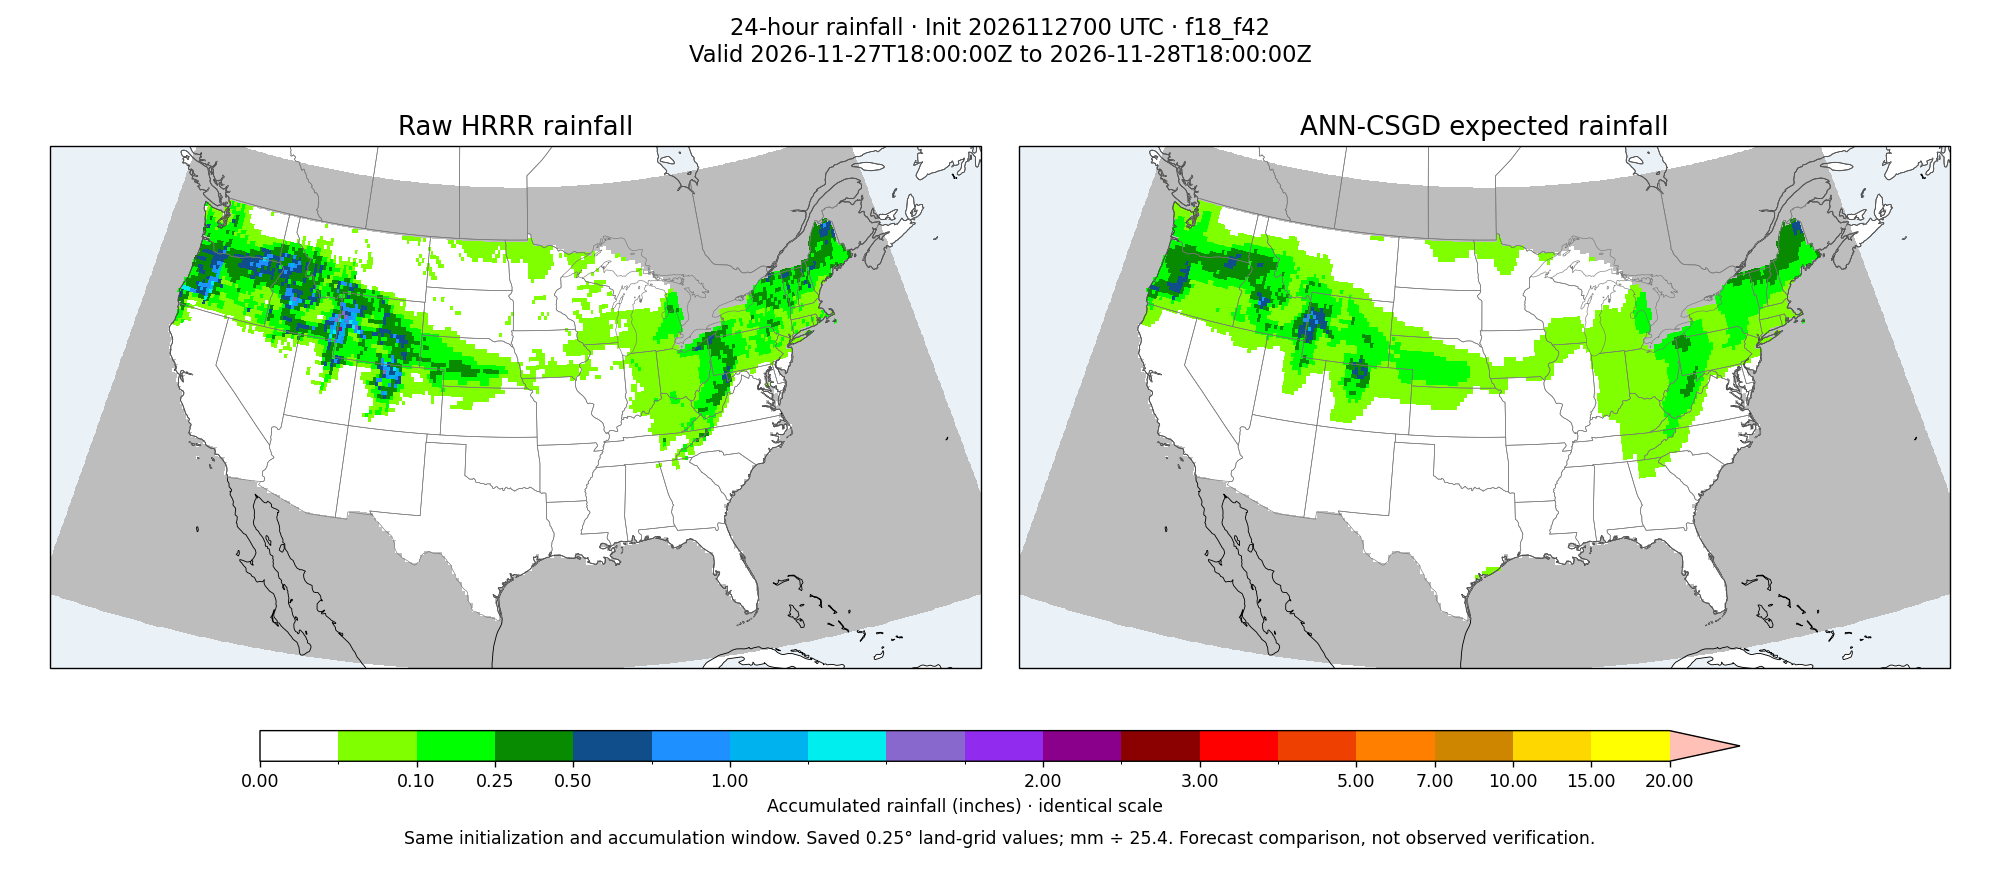 24-hour rainfall · Init 2026112700 UTC · f18_f42
Valid 2026-11-27T18:00:00Z to 2026-11-28T18:00:00Z
Raw HRRR rainfall
ANN-CSGD expected rainfall
0.00 0.10 0.25 0.50 1.00 2.00 3.00 5.00 7.00 10.00 15.00 20.00
Accumulated rainfall (inches) · identical scale
Same initialization and accumulation window. Saved 0.25° land-grid values; mm ÷ 25.4. Forecast comparison, not observed verification.